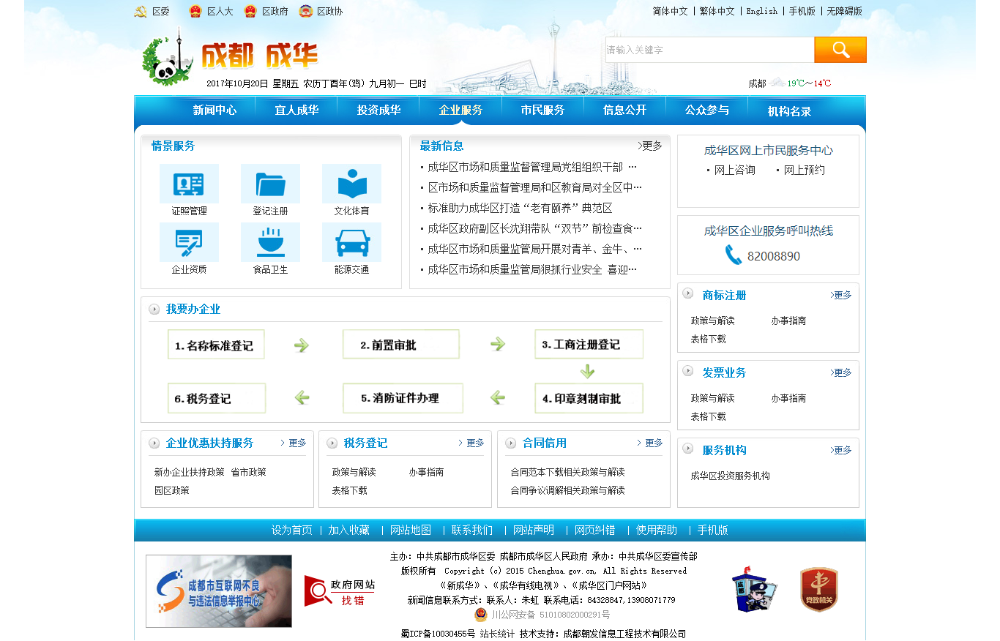 区委 区人大 区政府 区政协
简体中文 | 繁体中文 | English | 手机版 | 无障碍版
成都 成华
请输入关键字
2017年10月20日 星期五 农历丁酉年(鸡) 九月初一 巳时
成都 19℃～14℃
新闻中心 宜人成华 投资成华 企业服务 市民服务 信息公开 公众参与 机构名录
情景服务
证照管理 登记注册 文化体育
企业资质 食品卫生 能源交通
最新信息 >更多
· 成华区市场和质量监督管理局党组组织干部 …
· 区市场和质量监督管理局和区教育局对全区中…
· 标准助力成华区打造“老有颐养”典范区
· 成华区政府副区长沈翔带队“双节”前检查食…
· 成华区市场和质量监管局开展对青羊、金牛、…
· 成华区市场和质量监管局狠抓行业安全 喜迎…
成华区网上市民服务中心
· 网上咨询 · 网上预约
成华区企业服务呼叫热线
82008890
商标注册 >更多
政策与解读 办事指南
表格下载
发票业务 >更多
政策与解读 办事指南
表格下载
服务机构 >更多
成华区投资服务机构
我要办企业
1.名称标准登记 2.前置审批 3.工商注册登记
6.税务登记 5.消防证件办理 4.印章刻制审批
企业优惠扶持服务 > 更多
新办企业扶持政策 省市政策
园区政策
税务登记 > 更多
政策与解读 办事指南
表格下载
合同信用 > 更多
合同范本下载相关政策与解读
合同争议调解相关政策与解读
设为首页 | 加入收藏 | 网站地图 | 联系我们 | 网站声明 | 网页纠错 | 使用帮助 | 手机版
成都市互联网不良
与违法信息举报中心
政府网站
找错
主办：中共成都市成华区委 成都市成华区人民政府 承办：中共成华区委宣传部
版权所有 Copyright (c) 2015 Chenghua.gov.cn, All Rights Reserved
《新成华》、《成华有线电视》、《成华区门户网站》
新闻信息联系方式：联系人：朱虹 联系电话：84328847,13908071779
川公网安备 51010802000291号
蜀ICP备10030455号 站长统计 技术支持：成都朝发信息工程技术有限公司
党政机关